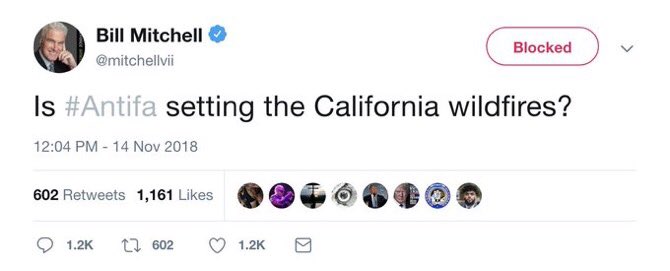 Bill Mitchell
@mitchellvii
Blocked
Is #Antifa setting the California wildfires?
12:04 PM - 14 Nov 2018
602 Retweets 1,161 Likes
1.2K 602 1.2K